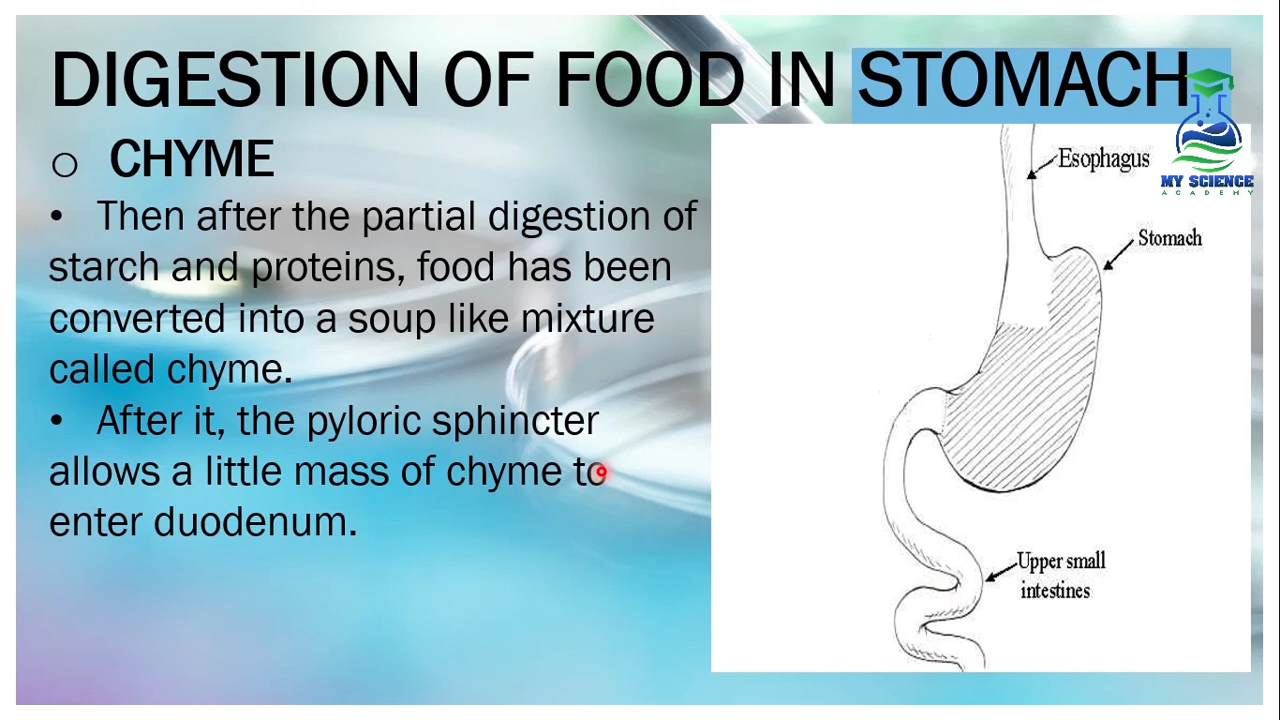 DIGESTION OF FOOD IN STOMACH
o CHYME
• Then after the partial digestion of
starch and proteins, food has been
converted into a soup like mixture
called chyme.
• After it, the pyloric sphincter
allows a little mass of chyme to
enter duodenum.
Esophagus
MY SCIENCE
ACADEMY
Stomach
Upper small
intestines